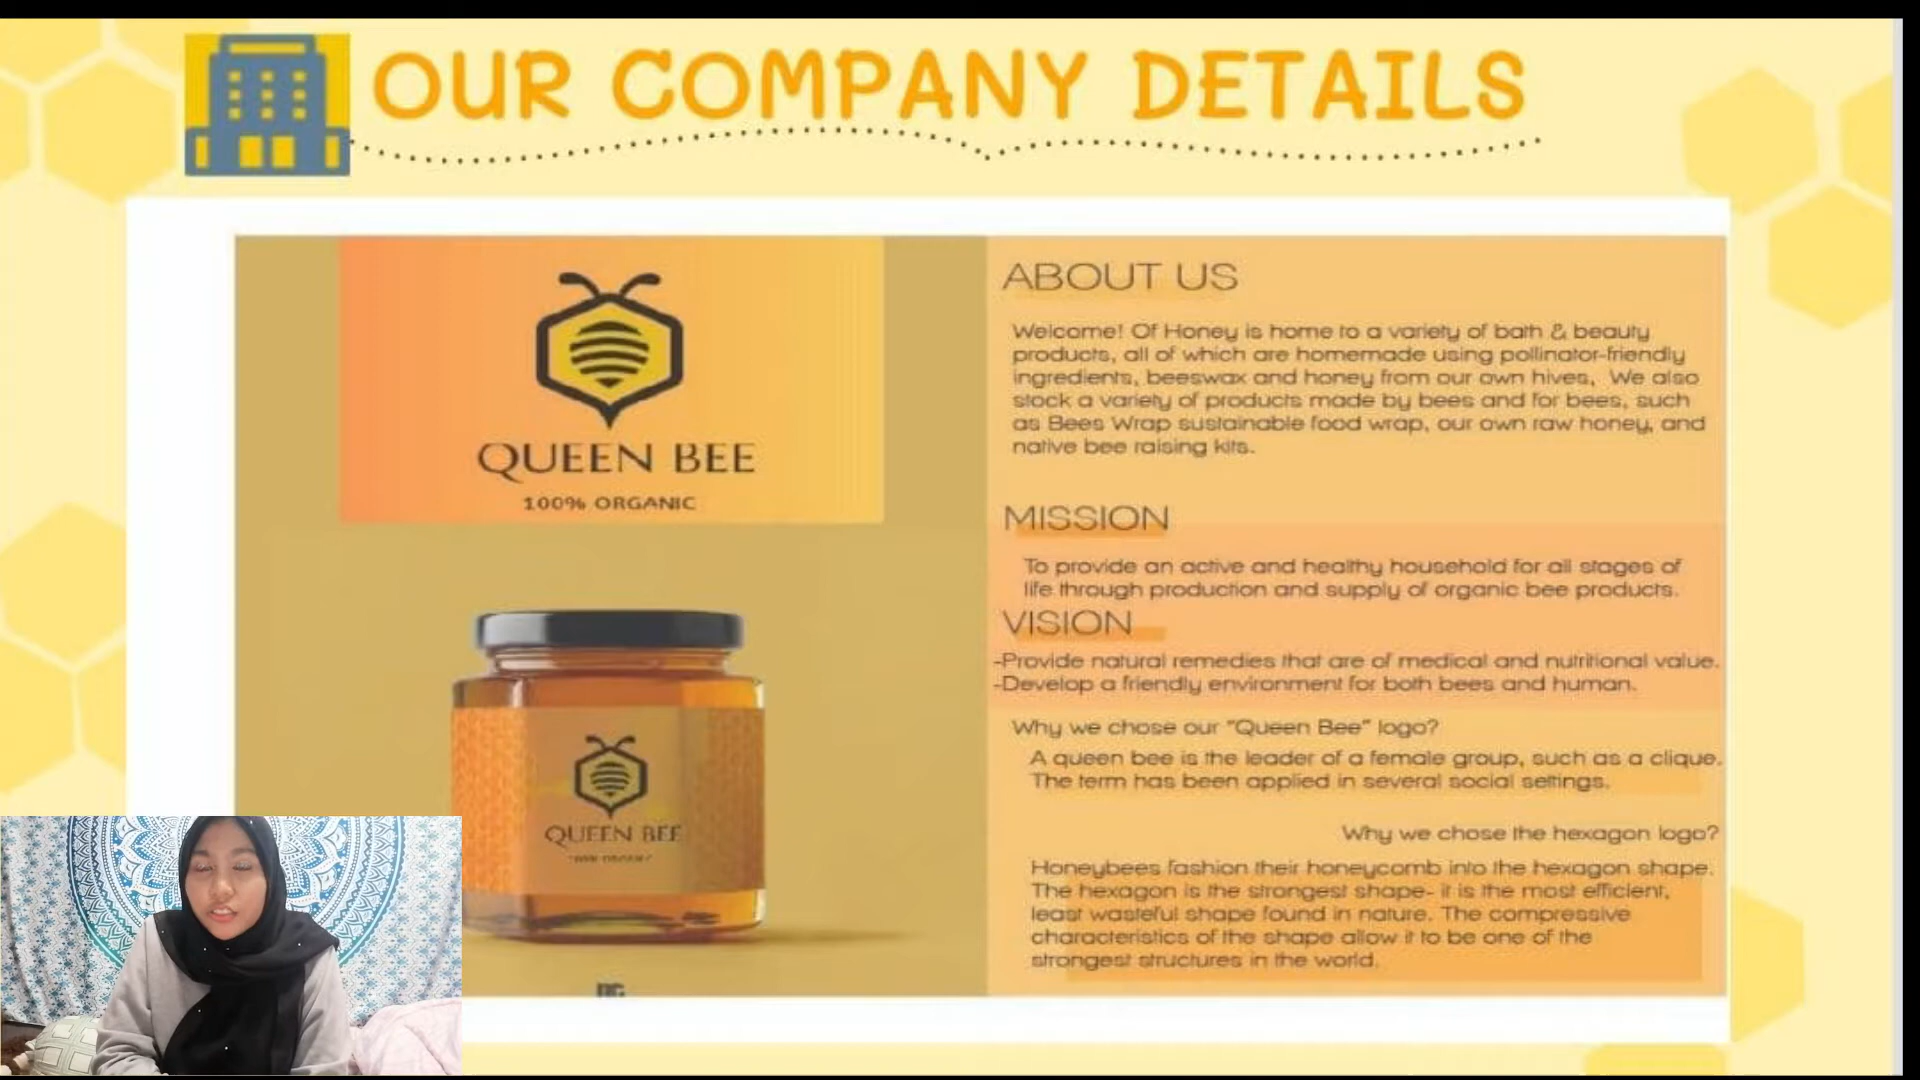 OUR COMPANY DETAILS
QUEEN BEE
100% ORGANIC
QUEEN BEE
ABOUT US
Welcome! Of Honey is home to a variety of bath & beauty
products, all of which are homemade using pollinator-friendly
ingredients, beeswax and honey from our own hives, We also
stock a variety of products made by bees and for bees, such
as Bees Wrap sustainable food wrap, our own raw honey, and
native bee raising kits.
MISSION
To provide an active and healthy household for all stages of
life through production and supply of organic bee products.
VISION
-Provide natural remedies that are of medical and nutritional value.
-Develop a friendly environment for both bees and human.
Why we chose our "Queen Bee" logo?
A queen bee is the leader of a female group, such as a clique.
The term has been applied in several social settings.
Why we chose the hexagon logo?
Honeybees fashion their honeycomb into the hexagon shape.
The hexagon is the strongest shape- it is the most efficient,
least wasteful shape found in nature. The compressive
characteristics of the shape allow it to be one of the
strongest structures in the world.